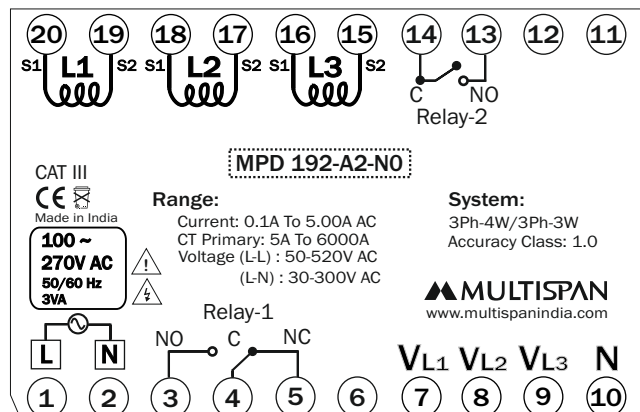 20 19 18 17 16 15 14 13 12 11
S1 L1 S2 S1 L2 S2 S1 L3 S2
C NO
Relay-2
MPD 192-A2-N0
CAT III
CE
Made in India
100 ~
270V AC
50/60 Hz
3VA
Range:
Current: 0.1A To 5.00A AC
CT Primary: 5A To 6000A
Voltage (L-L) : 50-520V AC
(L-N) : 30-300V AC
System:
3Ph-4W/3Ph-3W
Accuracy Class: 1.0
MULTISPAN
www.multispanindia.com
Relay-1
L N NO C NC VL1 VL2 VL3 N
1 2 3 4 5 6 7 8 9 10